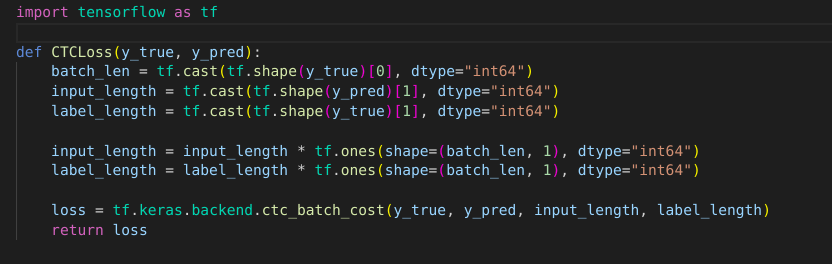 import tensorflow as tf
def CTCLoss(y_true, y_pred):
batch_len = tf.cast(tf.shape(y_true)[0], dtype="int64")
input_length = tf.cast(tf.shape(y_pred)[1], dtype="int64")
label_length = tf.cast(tf.shape(y_true)[1], dtype="int64")
input_length = input_length * tf.ones(shape=(batch_len, 1), dtype="int64")
label_length = label_length * tf.ones(shape=(batch_len, 1), dtype="int64")
loss = tf.keras.backend.ctc_batch_cost(y_true, y_pred, input_length, label_length)
return loss